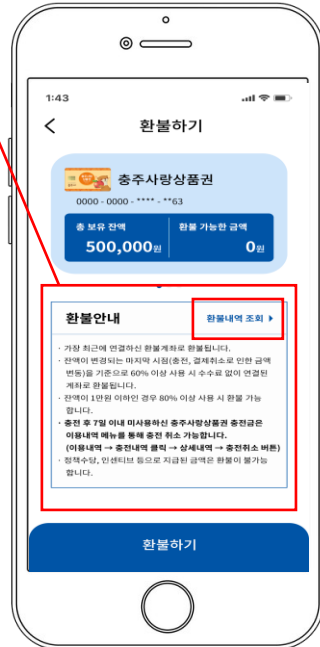 1:43
환불하기
충주사랑상품권
0000 - 0000 - **** - **63
총 보유 잔액
환불 가능한 금액
500,000원
0원
환불안내
환불내역 조회 ▶
· 가장 최근에 연결하신 환불계좌로 환불됩니다.
· 잔액이 변경되는 마지막 시점(충전, 결제취소로 인한 금액
변동)을 기준으로 60% 이상 사용 시 수수료 없이 연결된
계좌로 환불됩니다.
· 잔액이 1만원 이하인 경우 80% 이상 사용 시 환불 가능
합니다.
· 충전 후 7일 이내 미사용하신 충주사랑상품권 충전금은
이용내역 메뉴를 통해 충전 취소 가능합니다.
(이용내역 → 충전내역 클릭 → 상세내역 → 충전취소 버튼)
· 정책수당, 인센티브 등으로 지급된 금액은 환불이 불가능
합니다.
환불하기